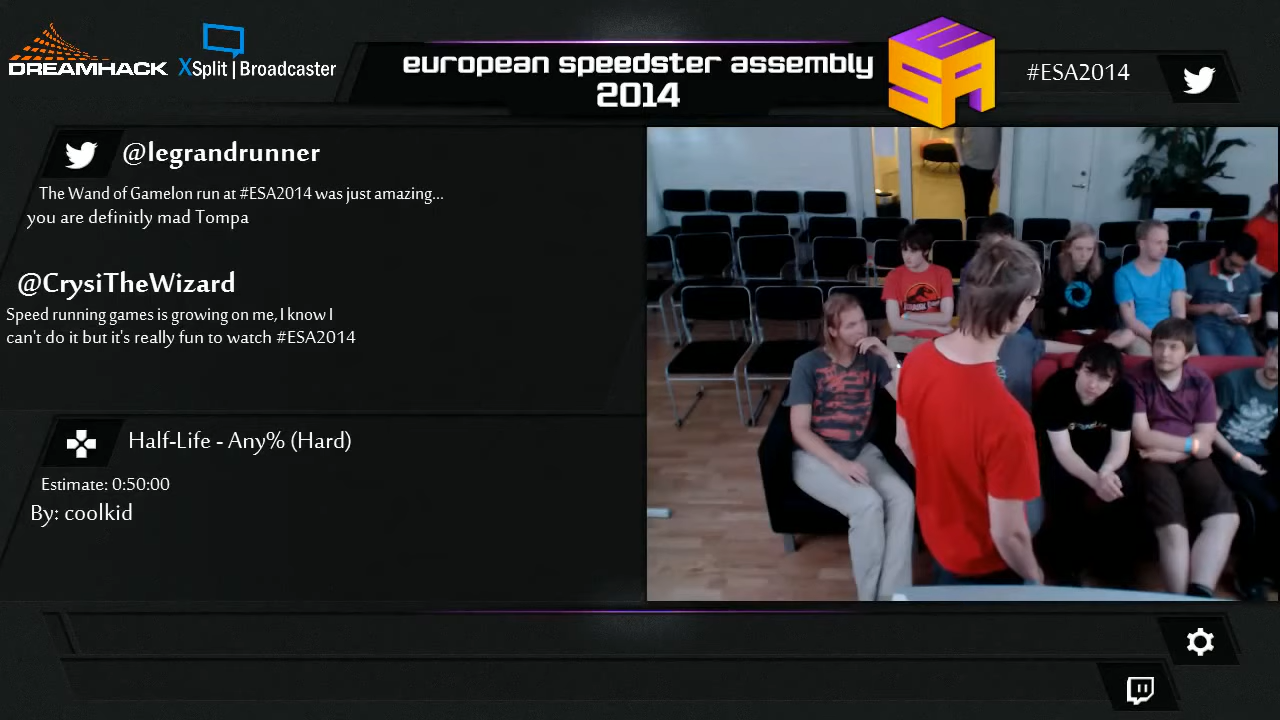 DREAMHACK
XSplit | Broadcaster
european speedster assembly
2014
#ESA2014
@legrandrunner
The Wand of Gamelon run at #ESA2014 was just amazing...
you are definitly mad Tompa
@CrysiTheWizard
Speed running games is growing on me, I know I
can't do it but it's really fun to watch #ESA2014
Half-Life - Any% (Hard)
Estimate: 0:50:00
By: coolkid